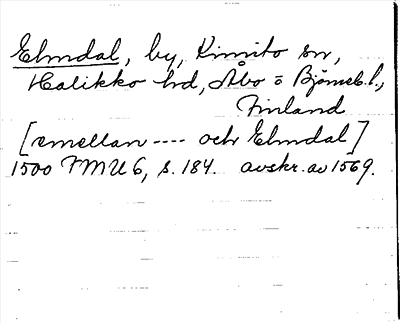 Elmdal, by, Kimito sn,
Halikko hd, Åbo o Björneb. l.,
Finland
[emellan ---- och Elmdal]
1500 FMU 6, s. 184. avskr. av 1569.